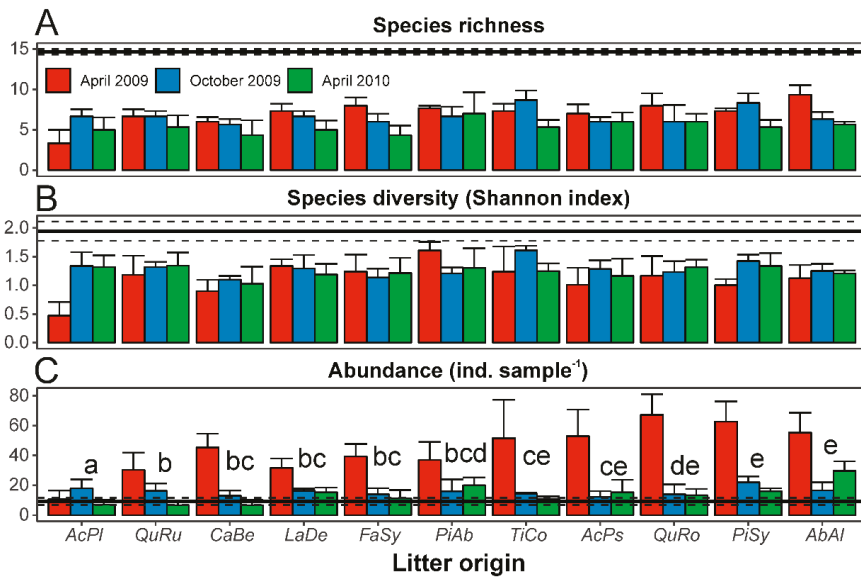 A
Species richness
15
April 2009 October 2009 April 2010
10
5
0
B
Species diversity (Shannon index)
2.0
1.5
1.0
0.5
0.0
C
Abundance (ind. sample⁻¹)
80
60
40
20
0
a b bc bc bc bcd ce ce de e e
AcPl QuRu CaBe LaDe FaSy PiAb TiCo AcPs QuRo PiSy AbAl
Litter origin